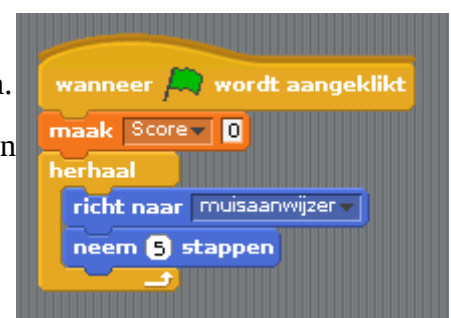 wanneer wordt aangeklikt
n.
maak Score 0
n
herhaal
richt naar muisaanwijzer
neem 5 stappen